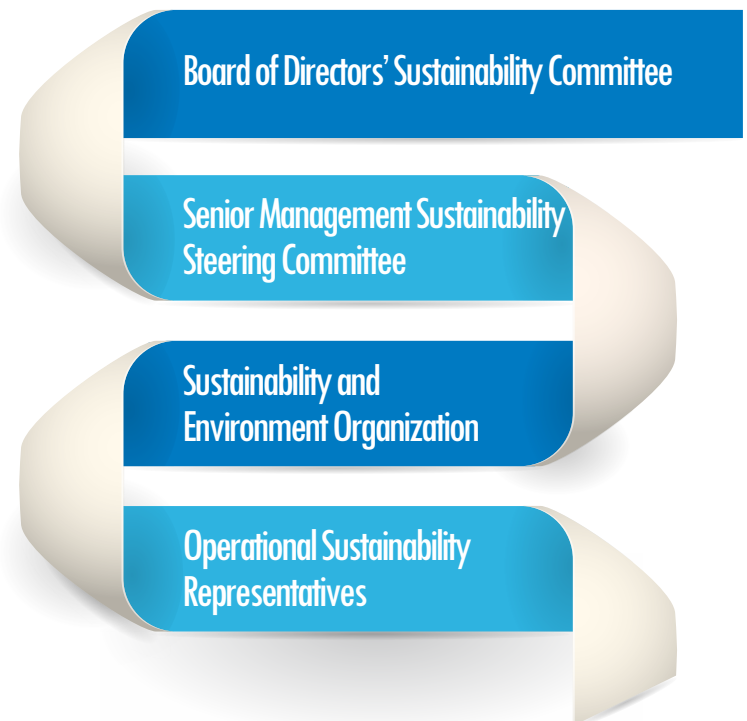 Board of Directors’ Sustainability Committee
Senior Management Sustainability
Steering Committee
Sustainability and
Environment Organization
Operational Sustainability
Representatives